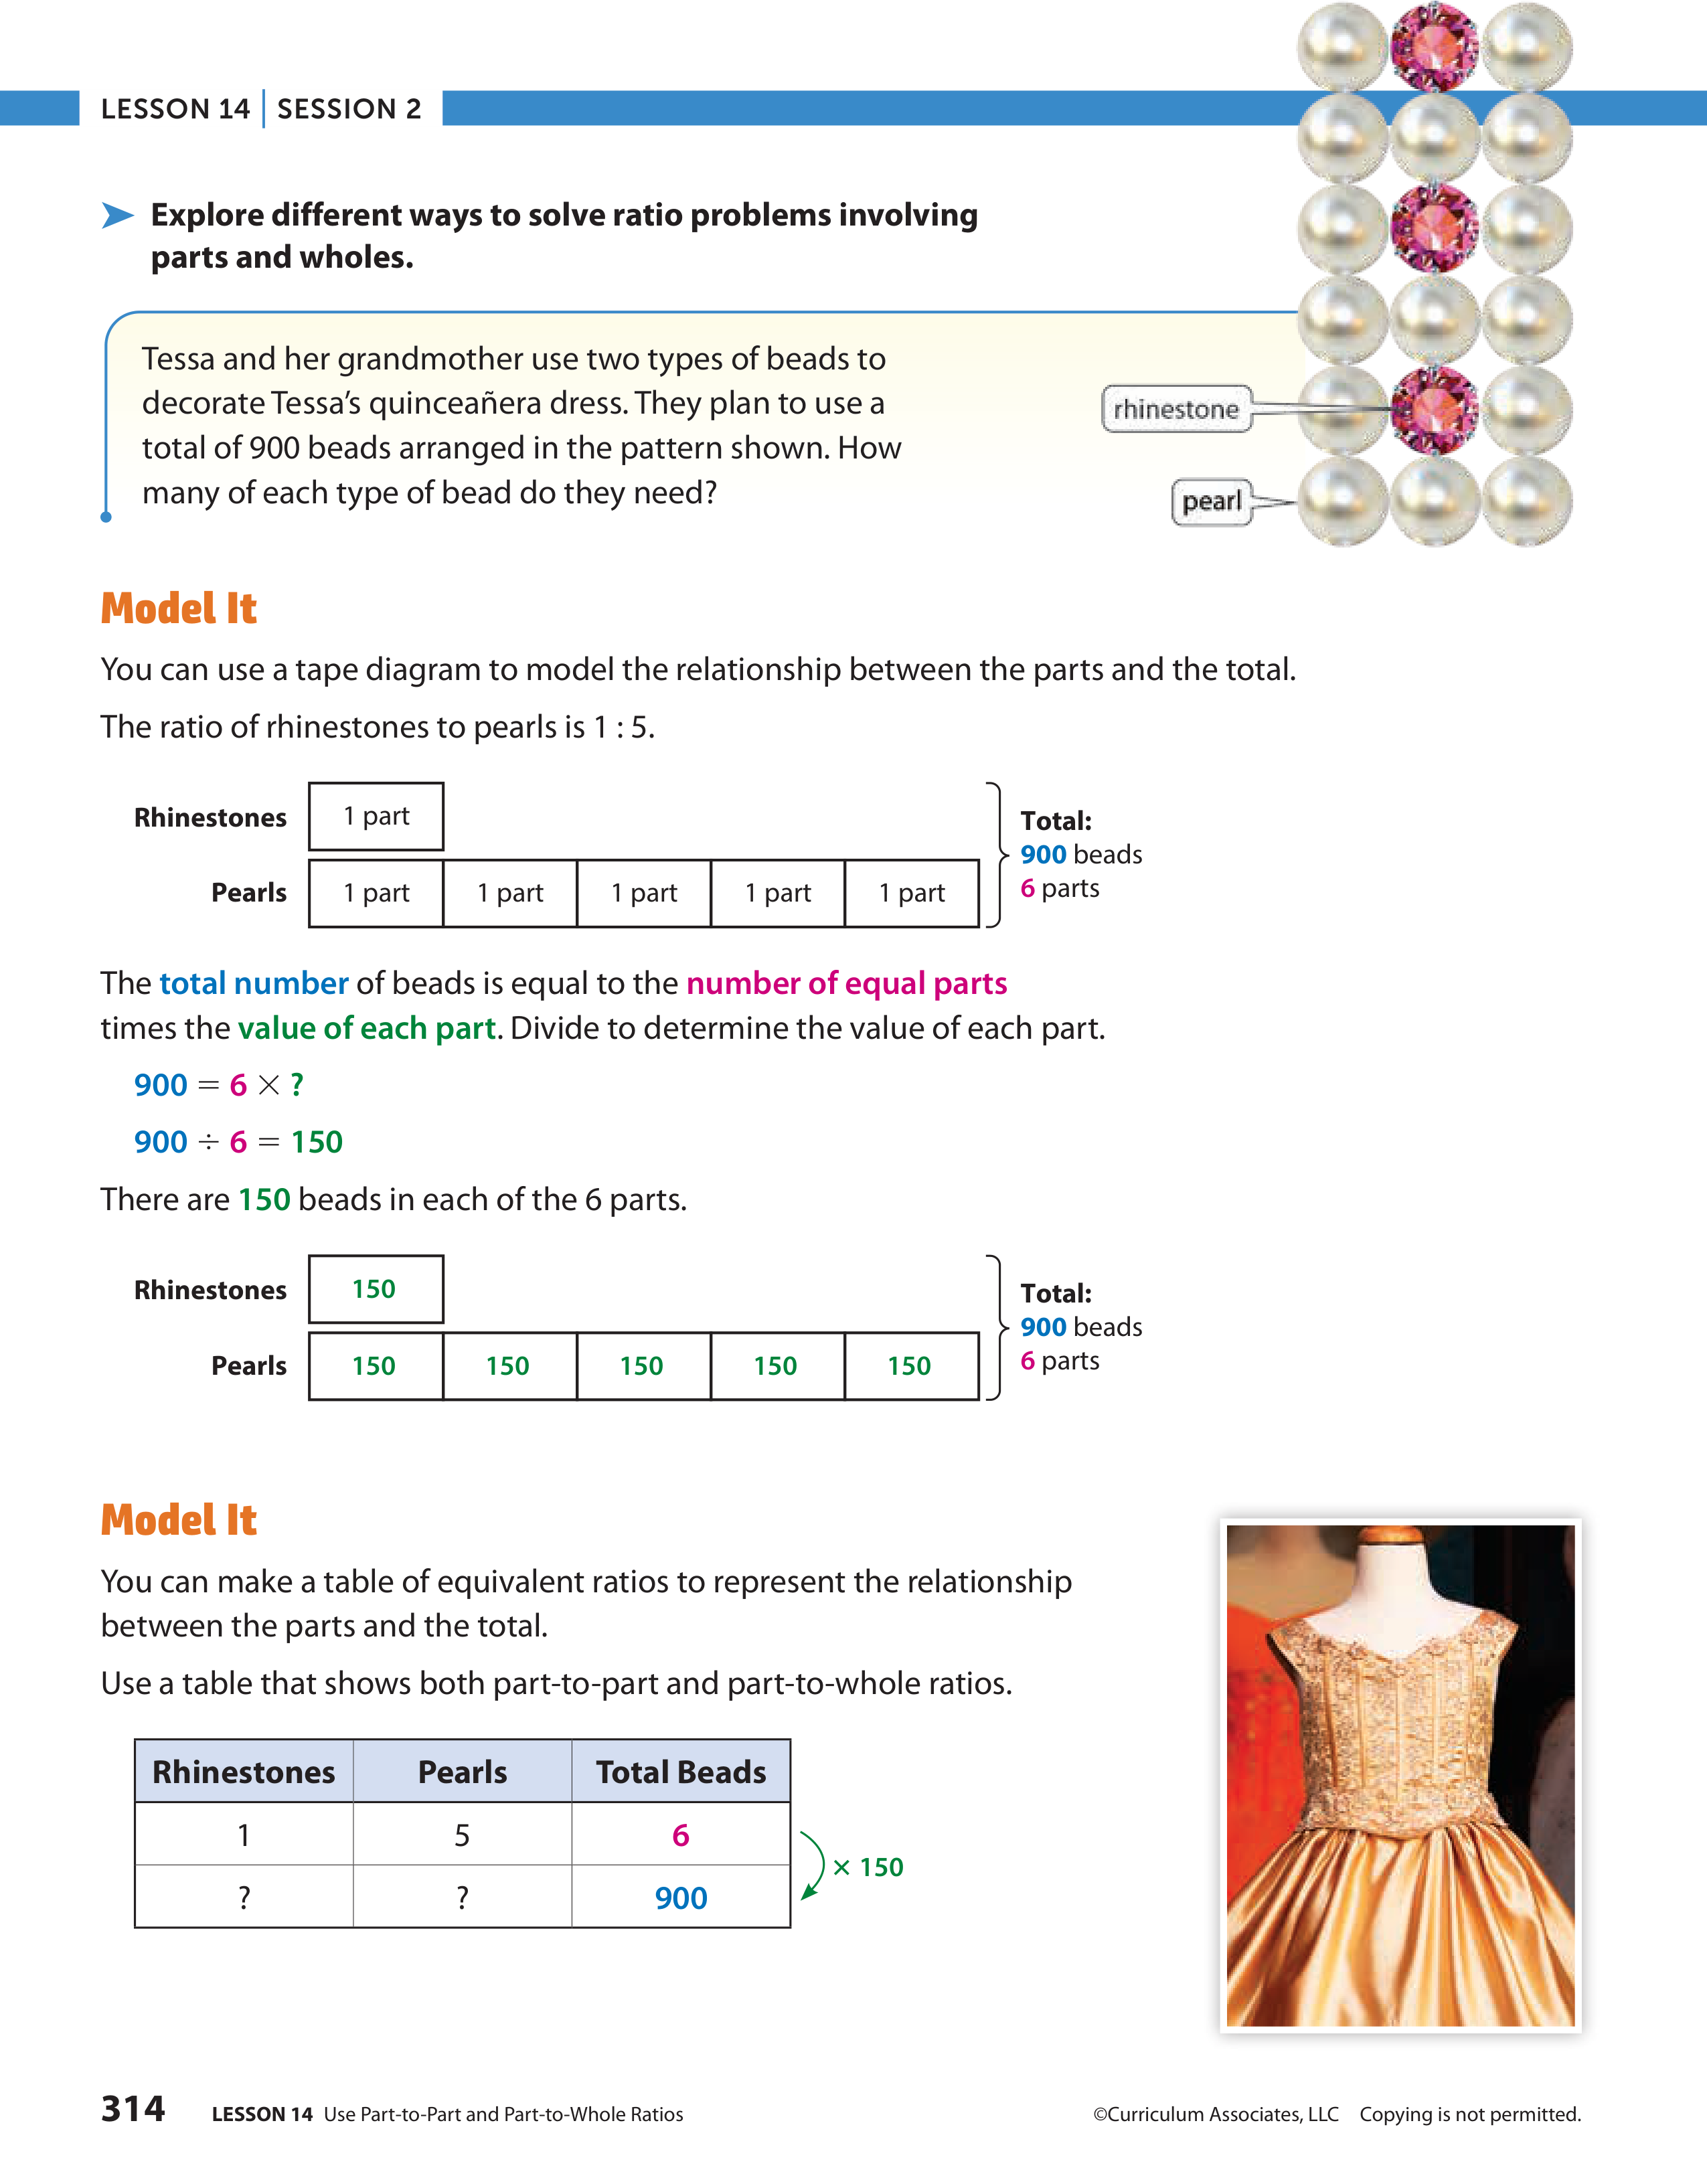 LESSON 14 | SESSION 2
Explore different ways to solve ratio problems involving
parts and wholes.
Tessa and her grandmother use two types of beads to
decorate Tessa's quinceañera dress. They plan to use a
total of 900 beads arranged in the pattern shown. How
many of each type of bead do they need?
rhinestone
pearl
Model It
You can use a tape diagram to model the relationship between the parts and the total.
The ratio of rhinestones to pearls is 1 : 5.
Rhinestones 1 part
Pearls 1 part 1 part 1 part 1 part 1 part
Total:
900 beads
6 parts
The total number of beads is equal to the number of equal parts
times the value of each part. Divide to determine the value of each part.
900 = 6 × ?
900 ÷ 6 = 150
There are 150 beads in each of the 6 parts.
Rhinestones 150
Pearls 150 150 150 150 150
Total:
900 beads
6 parts
Model It
You can make a table of equivalent ratios to represent the relationship
between the parts and the total.
Use a table that shows both part-to-part and part-to-whole ratios.
Rhinestones Pearls Total Beads
1 5 6
? ? 900
× 150
314 LESSON 14 Use Part-to-Part and Part-to-Whole Ratios ©Curriculum Associates, LLC Copying is not permitted.